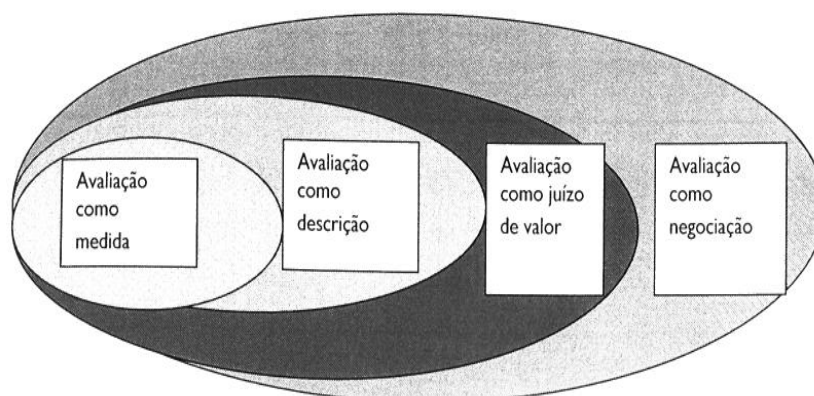 Avaliação
como
medida
Avaliação
como
descrição
Avaliação
como juízo
de valor
Avaliação
como
negociação